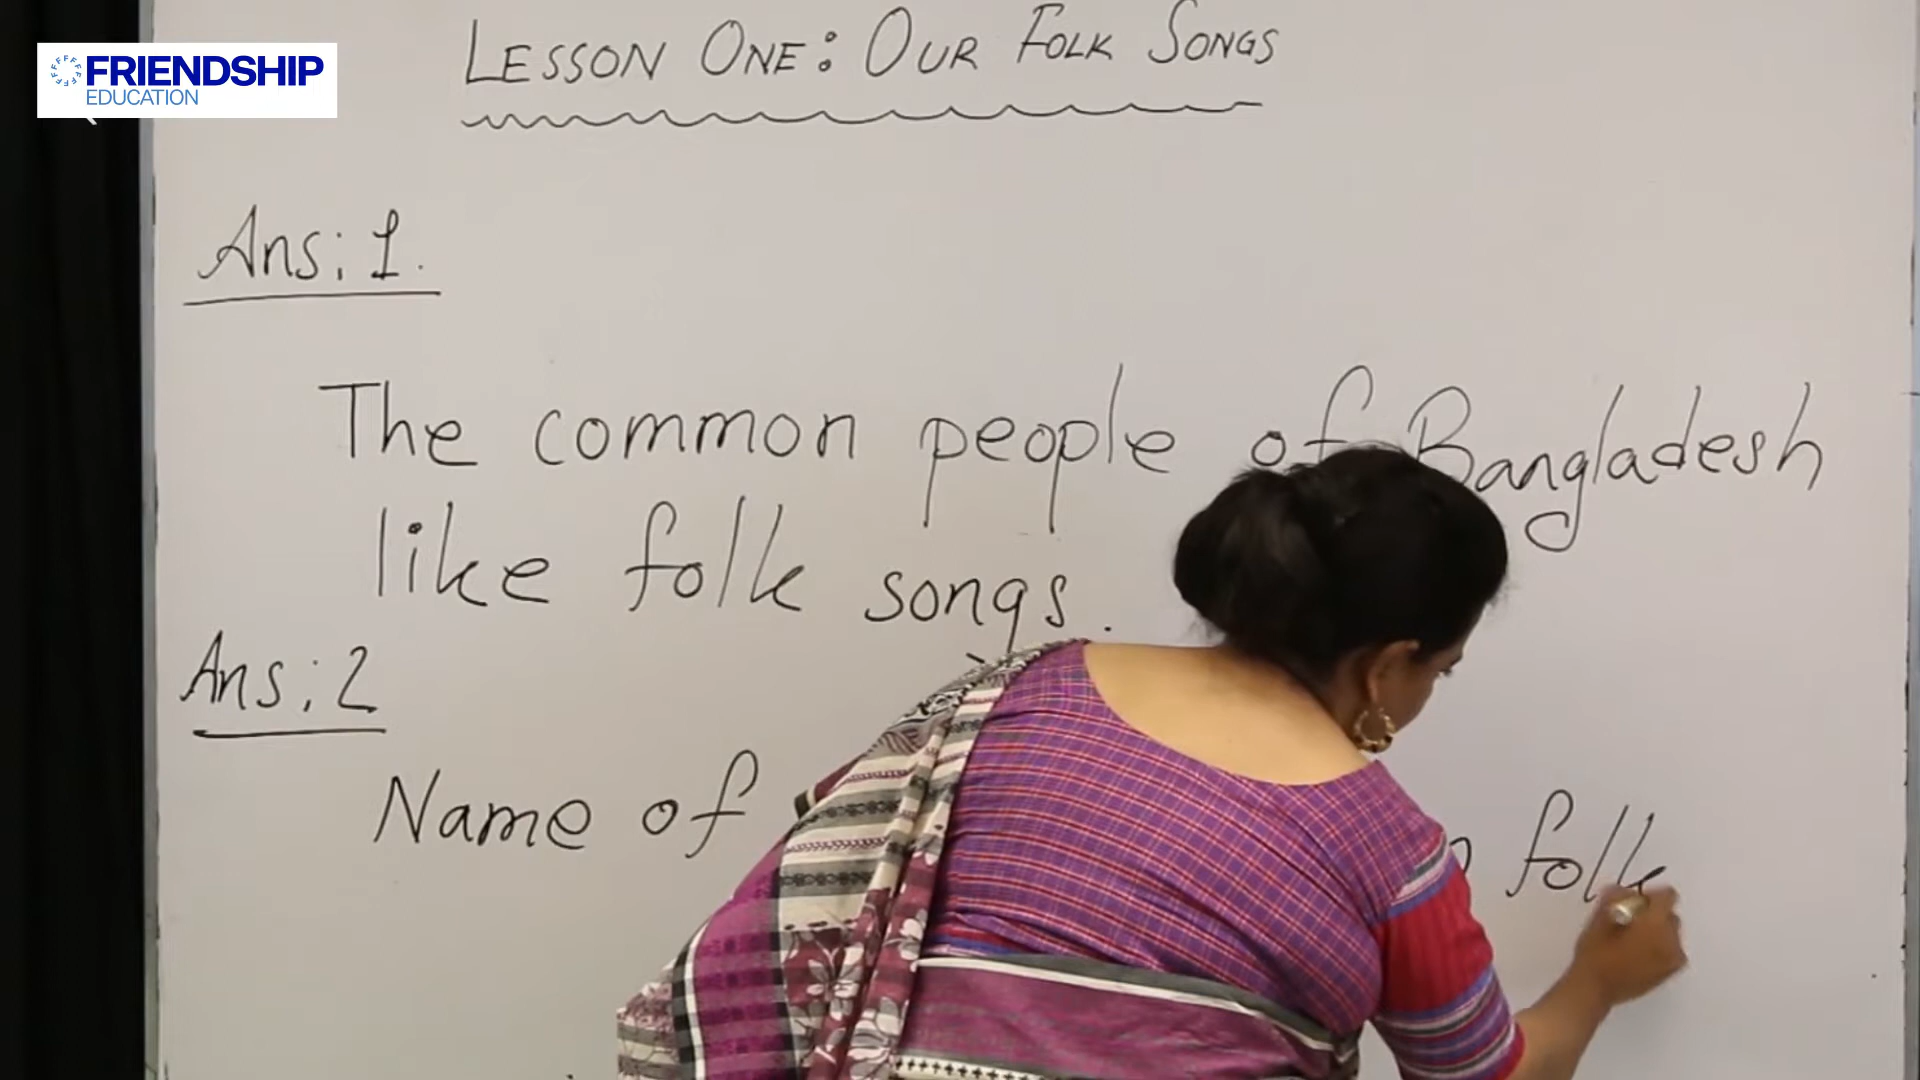 FRIENDSHIP
EDUCATION
LESSON ONE: OUR FOLK SONGS
Ans: 1.
The common people of Bangladesh
like folk songs.
Ans: 2
Name of folk